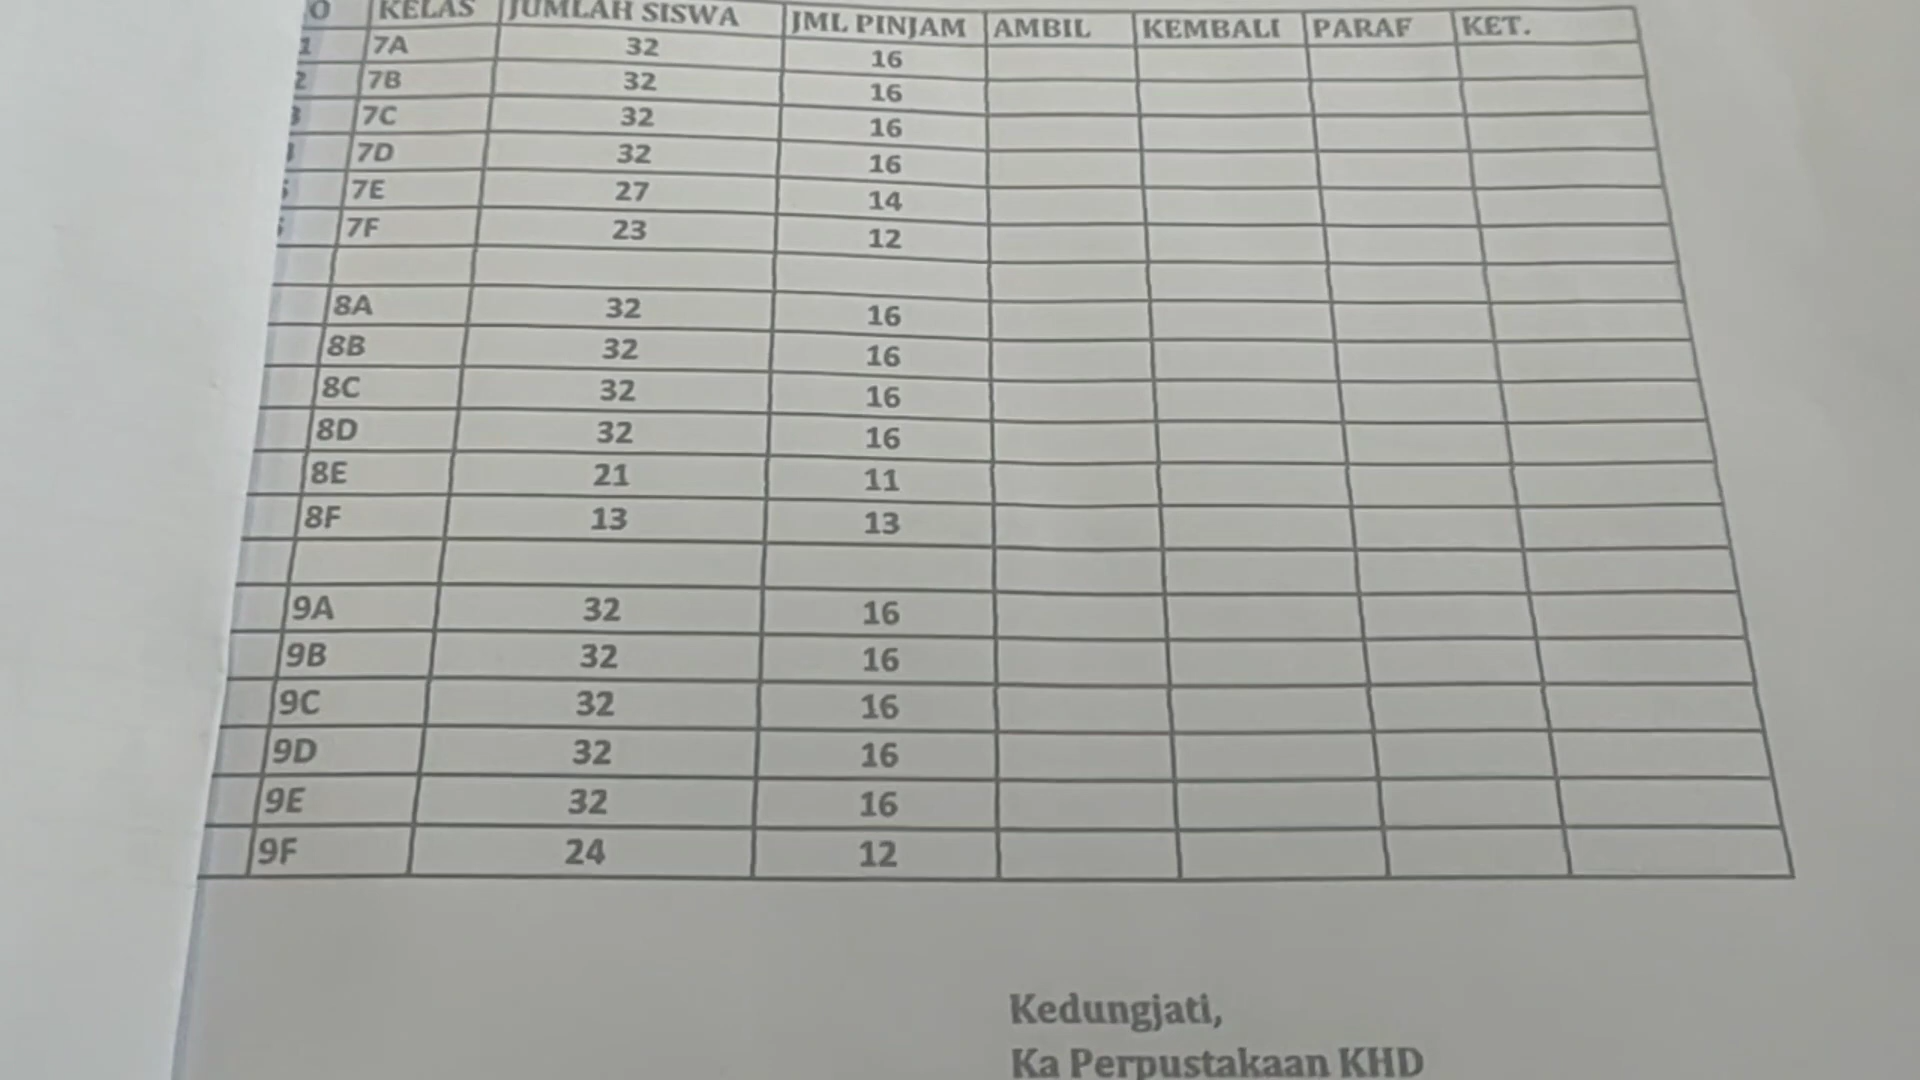 O KELAS JUMLAH SISWA JML PINJAM AMBIL KEMBALI PARAF KET.
1 7A 32 16
2 7B 32 16
3 7C 32 16
7D 32 16
7E 27 14
7F 23 12
8A 32 16
8B 32 16
8C 32 16
8D 32 16
8E 21 11
8F 13 13
9A 32 16
9B 32 16
9C 32 16
9D 32 16
9E 32 16
9F 24 12
Kedungjati,
Ka Perpustakaan KHD